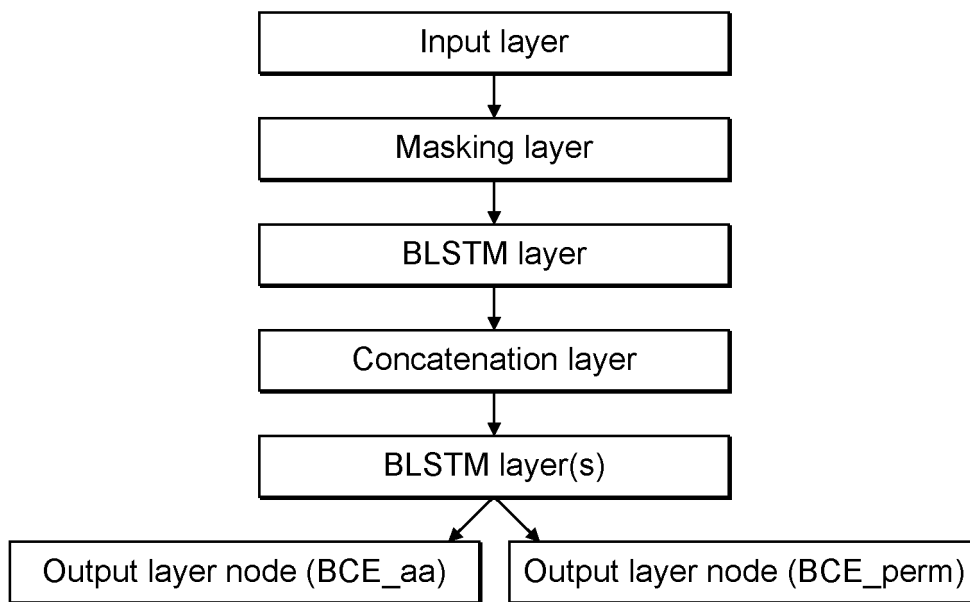 Input layer
Masking layer
BLSTM layer
Concatenation layer
BLSTM layer(s)
Output layer node (BCE_aa)
Output layer node (BCE_perm)